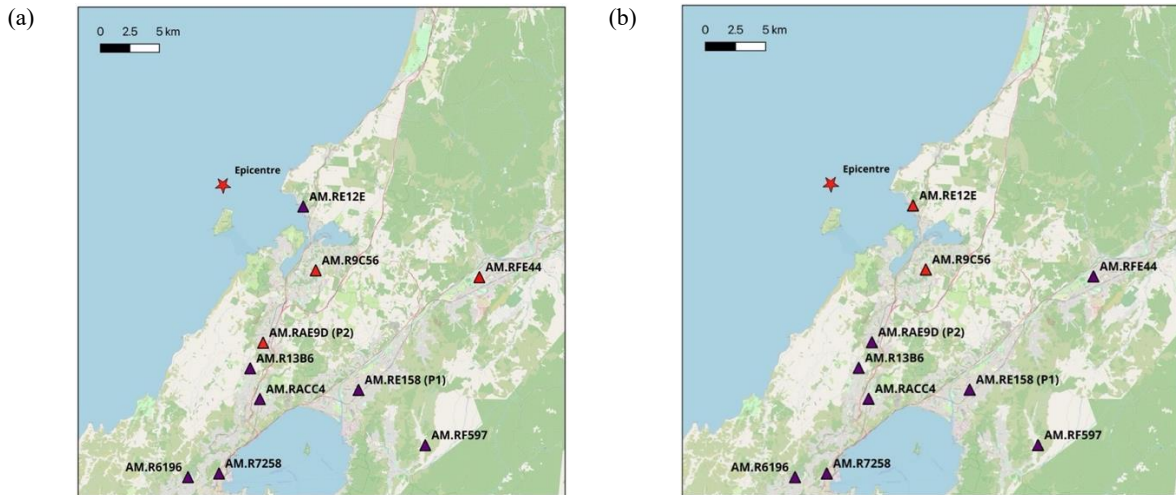 (a)
0 2.5 5 km
Epicentre
AM.RE12E
AM.R9C56
AM.RFE44
AM.RAE9D (P2)
AM.R13B6
AM.RE158 (P1)
AM.RACC4
AM.RF597
AM.R7258
AM.R6196
(b)
0 2.5 5 km
Epicentre
AM.RE12E
AM.R9C56
AM.RFE44
AM.RAE9D (P2)
AM.R13B6
AM.RE158 (P1)
AM.RACC4
AM.RF597
AM.R7258
AM.R6196